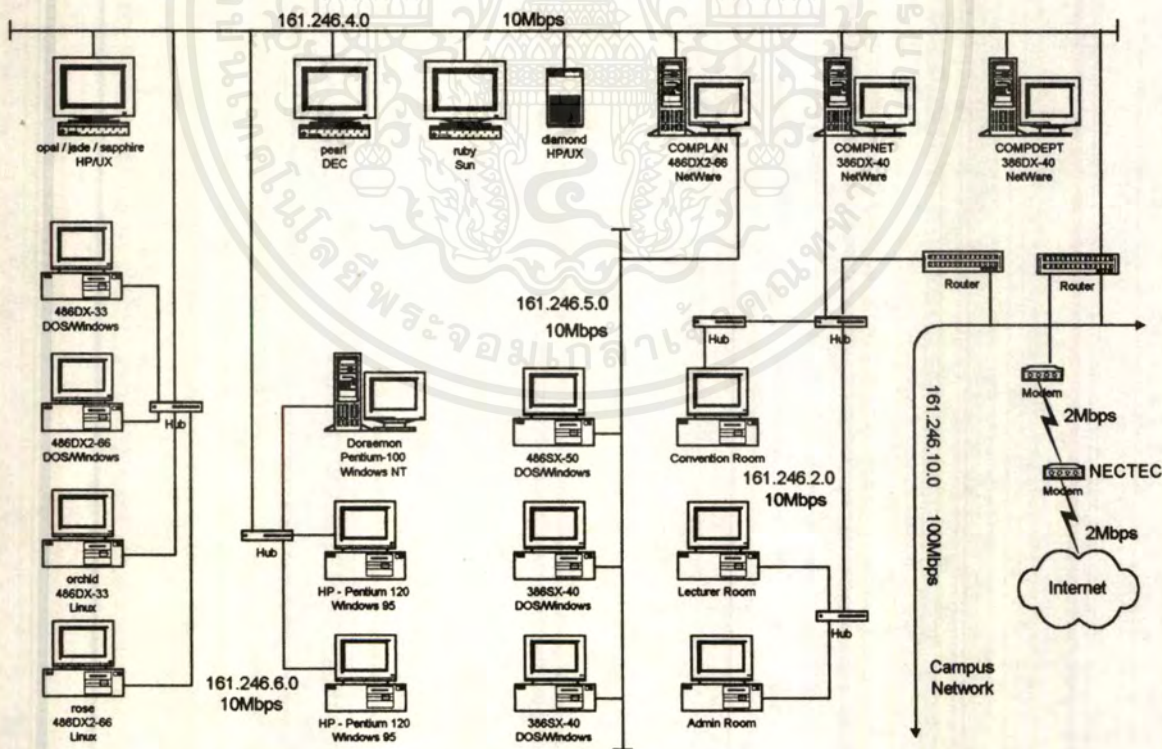 161.246.4.0
10Mbps
opal / jade / sapphire
HP/UX
pearl
DEC
ruby
Sun
diamond
HP/UX
COMPLAN
486DX2-66
NetWare
COMPNET
386DX-40
NetWare
COMPDEPT
386DX-40
NetWare
486DX-33
DOS/Windows
486DX2-66
DOS/Windows
Hub
orchid
486DX-33
Linux
rose
486DX2-66
Linux
Doraemon
Pentium-100
Windows NT
Hub
HP - Pentium 120
Windows 95
HP - Pentium 120
Windows 95
161.246.6.0
10Mbps
161.246.5.0
10Mbps
486SX-50
DOS/Windows
386SX-40
DOS/Windows
386SX-40
DOS/Windows
Hub
Hub
Convention Room
161.246.2.0
10Mbps
Lecturer Room
Hub
Admin Room
Router
Router
161.246.10.0 100Mbps
Campus
Network
Modem
2Mbps
NECTEC
Modem
2Mbps
Internet